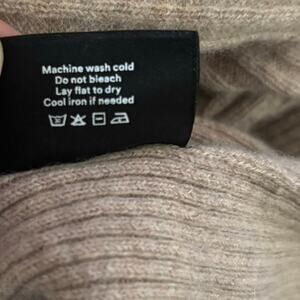 Machine wash cold
Do not bleach
Lay flat to dry
Cool iron if needed